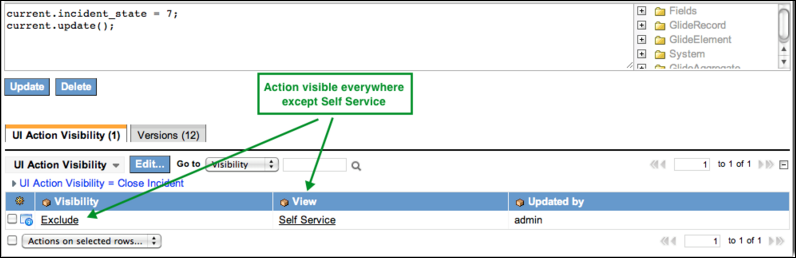 current.incident_state = 7;
current.update();
Fields
GlideRecord
GlideElement
System
GlideAggregate
Update Delete
Action visible everywhere
except Self Service
UI Action Visibility (1) Versions (12)
UI Action Visibility Edit... Go to Visibility 1 to 1 of 1
UI Action Visibility = Close Incident
Visibility View Updated by
Exclude Self Service admin
Actions on selected rows... 1 to 1 of 1